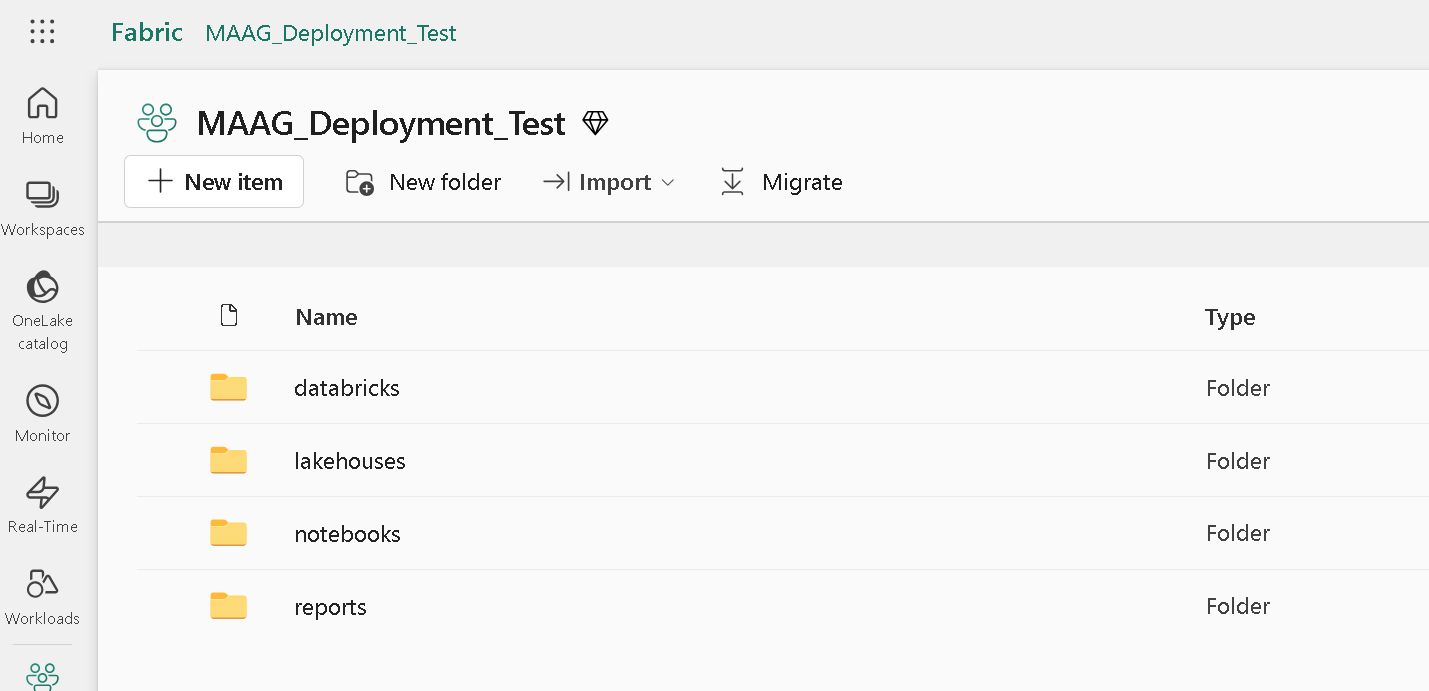 Fabric MAAG_Deployment_Test
MAAG_Deployment_Test
New item New folder Import Migrate
Home
Workspaces
OneLake
catalog
Monitor
Real-Time
Workloads
Name Type
databricks Folder
lakehouses Folder
notebooks Folder
reports Folder